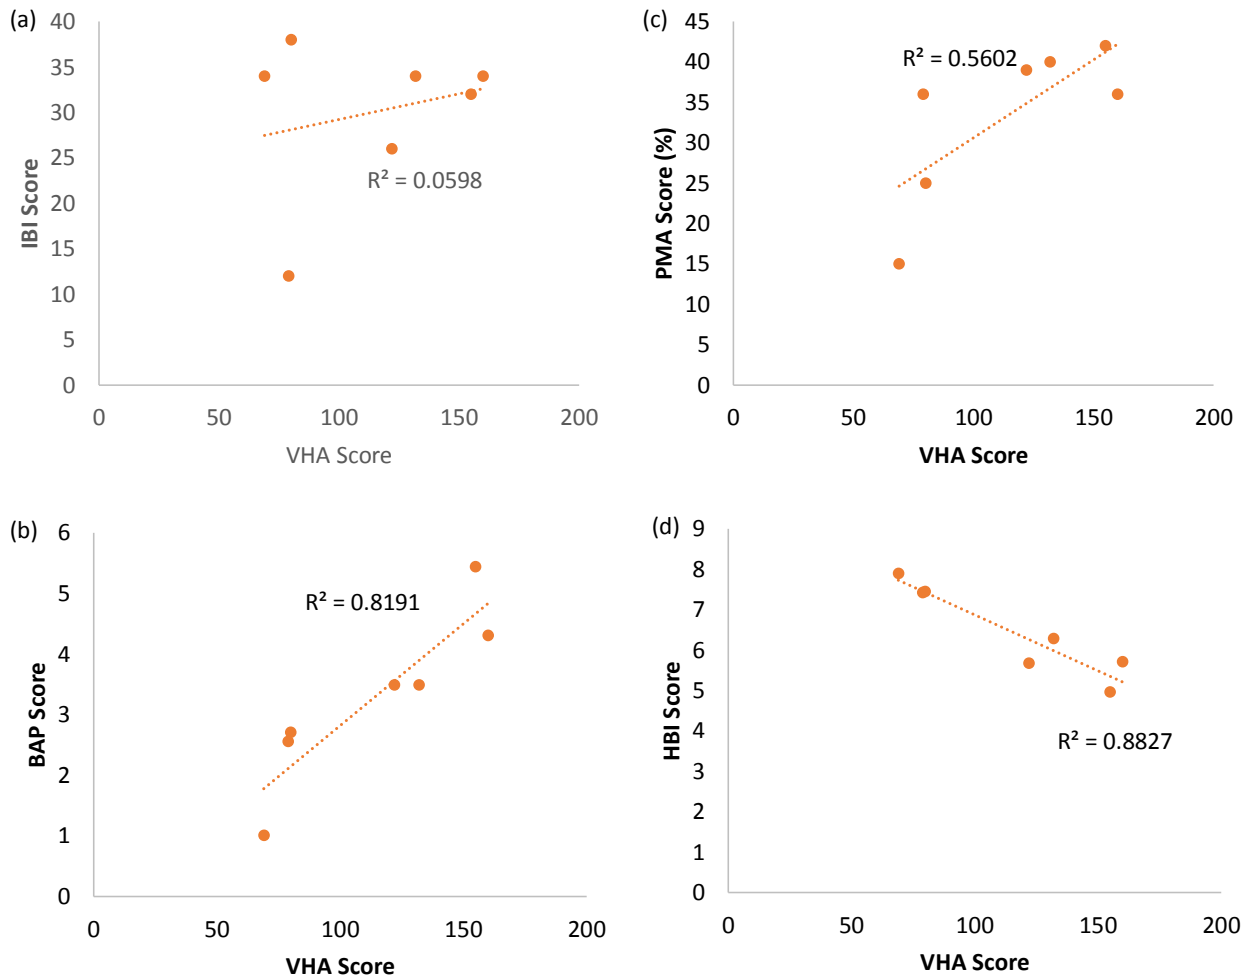 (a)
40
35
30
25
20
15
10
5
0
IBI Score
R² = 0.0598
0 50 100 150 200
VHA Score
(c)
45
40
35
30
25
20
15
10
5
0
PMA Score (%)
R² = 0.5602
0 50 100 150 200
VHA Score
(b)
6
5
4
3
2
1
0
BAP Score
R² = 0.8191
0 50 100 150 200
VHA Score
(d)
9
8
7
6
5
4
3
2
1
0
HBI Score
R² = 0.8827
0 50 100 150 200
VHA Score